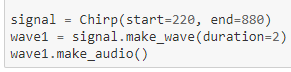 signal = Chirp(start=220, end=880)
wave1 = signal.make_wave(duration=2)
wave1.make_audio()